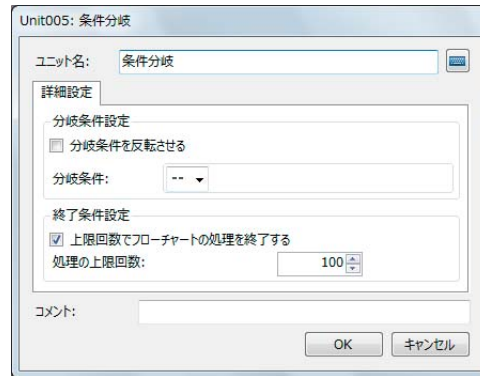 Unit005: 条件分岐
ユニット名: 条件分岐
詳細設定
分岐条件設定
分岐条件を反転させる
分岐条件: --
終了条件設定
上限回数でフローチャートの処理を終了する
処理の上限回数: 100
コメント:
OK キャンセル